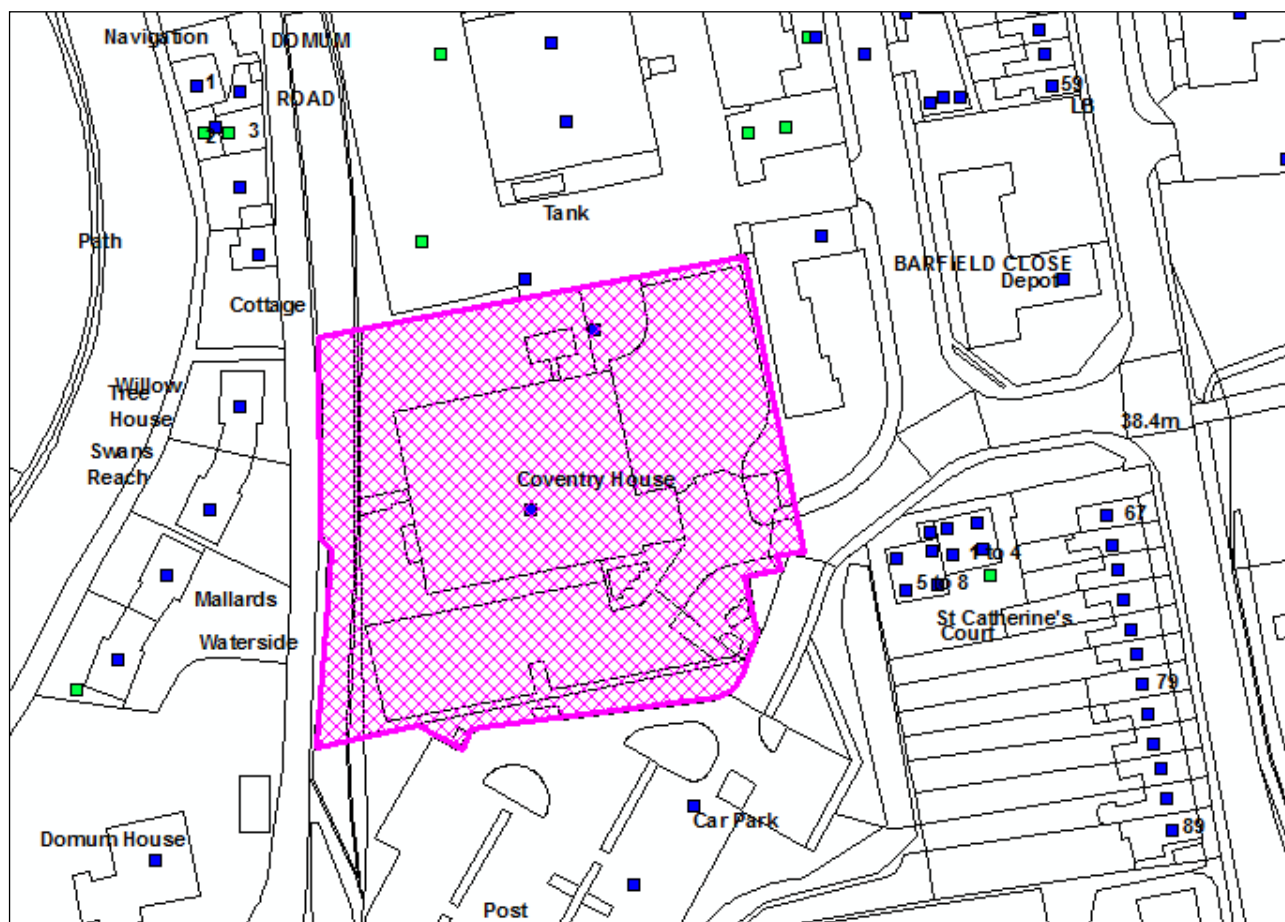 Navigation
DOMUM
1
59
ROAD
LB
2
3
Tank
Path
BARFIELD CLOSE
Depot
Cottage
Willow
Tree
House
38.4m
Swans
Reach
Coventry House
67
1 to 4
5 to 8
Mallards
St Catherine's
Court
Waterside
79
Car Park
89
Domum House
Post